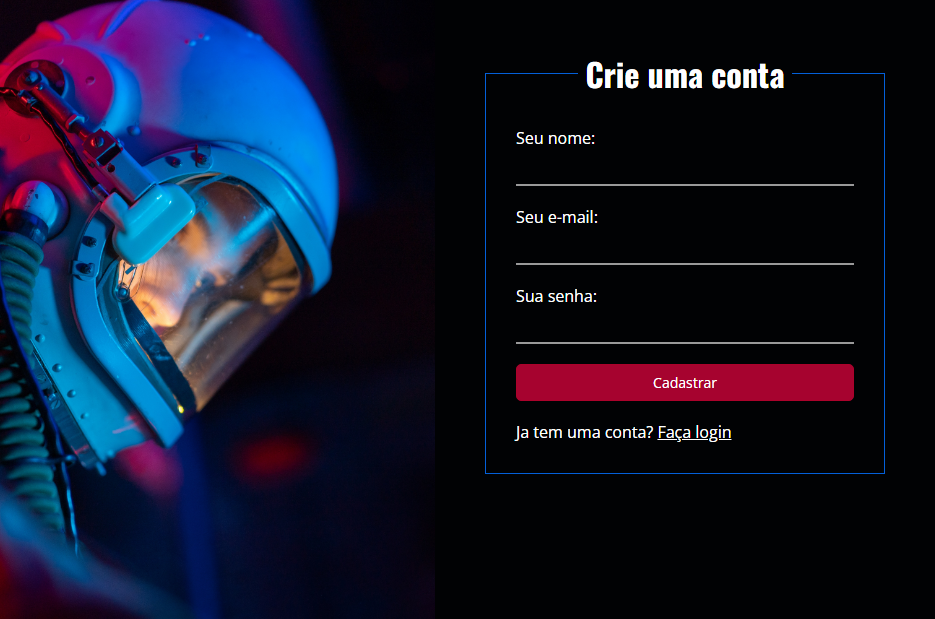 Crie uma conta
Seu nome:
Seu e-mail:
Sua senha:
Cadastrar
Ja tem uma conta? Faça login